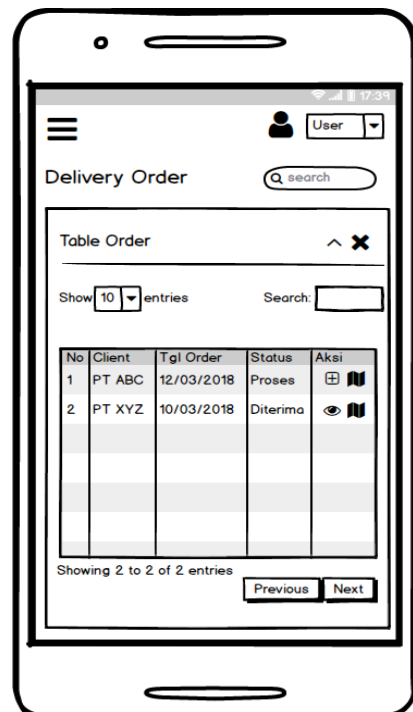 17:39
User
Delivery Order
search
Table Order
Show 10 entries Search:
No Client Tgl Order Status Aksi
1 PT ABC 12/03/2018 Proses
2 PT XYZ 10/03/2018 Diterima
Showing 2 to 2 of 2 entries
Previous Next